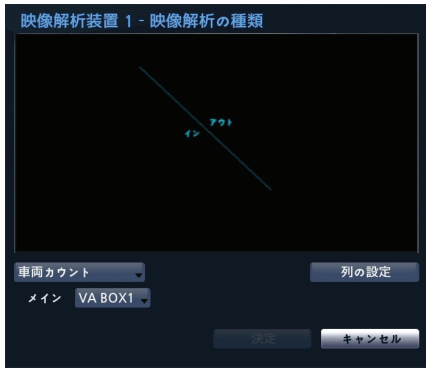 映像解析装置 1 - 映像解析の種類
アウト
イン
車両カウント
列の設定
メイン VA BOX1
決定 キャンセル